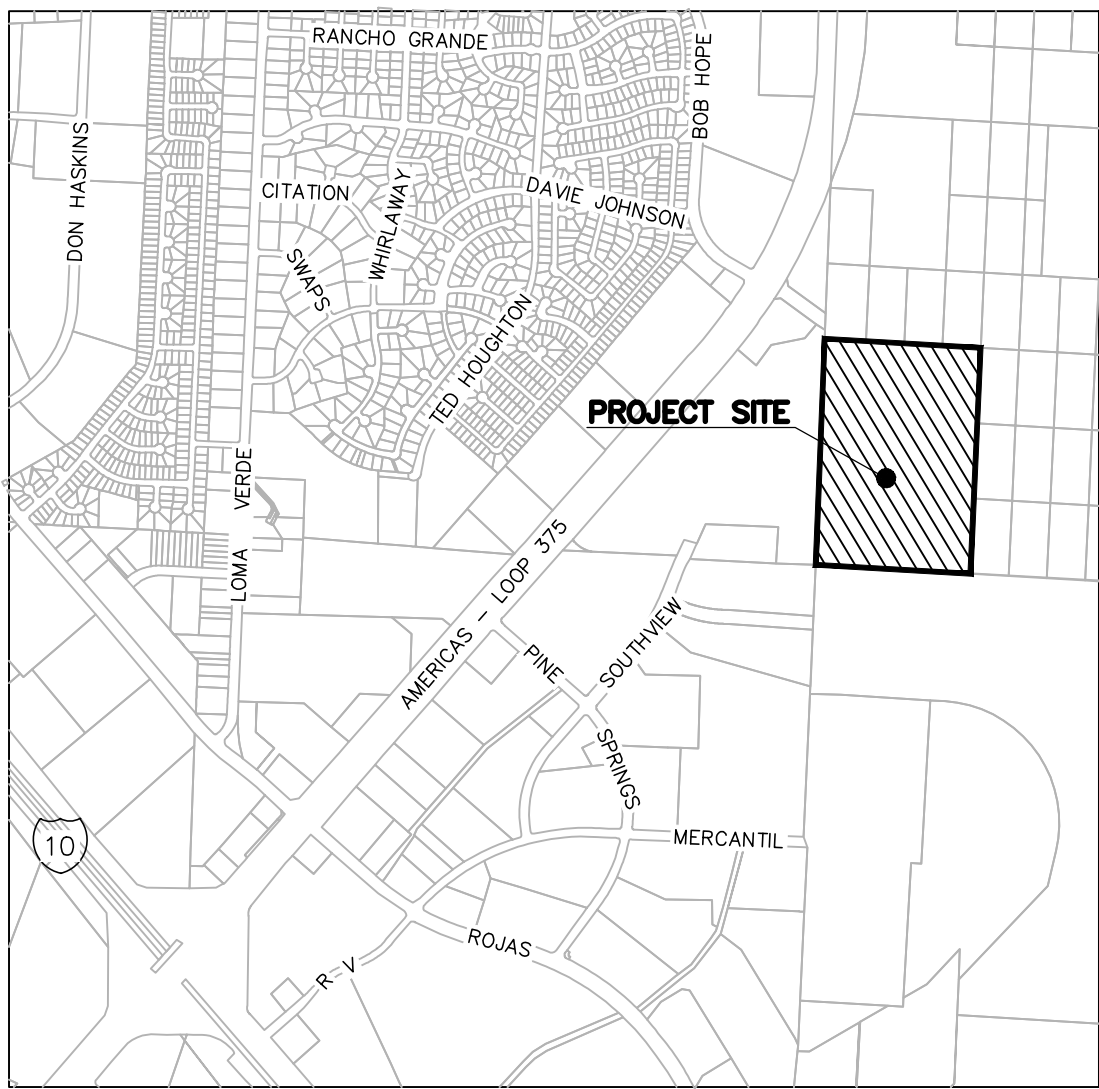 RANCHO GRANDE
BOB HOPE
DON HASKINS
CITATION
WHIRLAWAY
DAVIE JOHNSON
SWAPS
TED HOUGHTON
PROJECT SITE
LOMA VERDE
AMERICAS - LOOP 375
PINE SPRINGS
SOUTHVIEW
10
MERCANTIL
ROJAS
R V